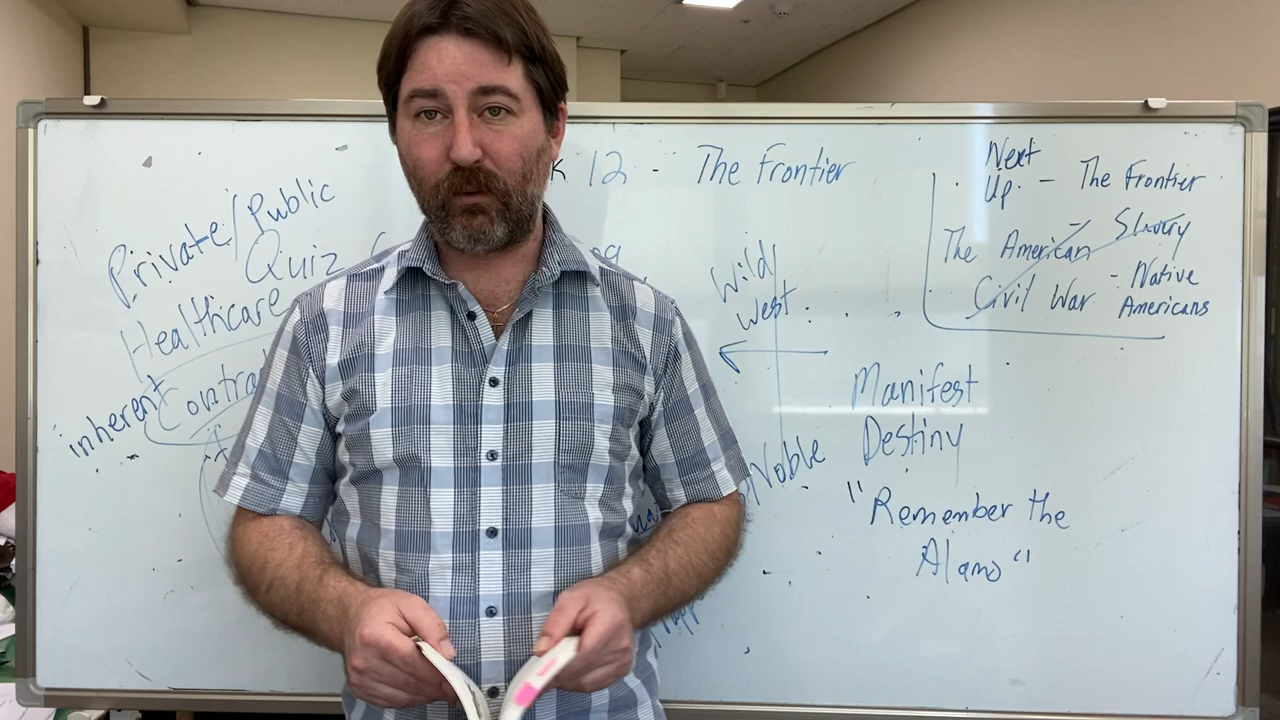 12 - The Frontier
Private/Public
Quiz
Healthcare
inherent
Wild
West
Noble
Manifest
Destiny
"Remember the
Alamo"
Next
Up - The Frontier
- Slavery
The American
Civil War - Native
Americans